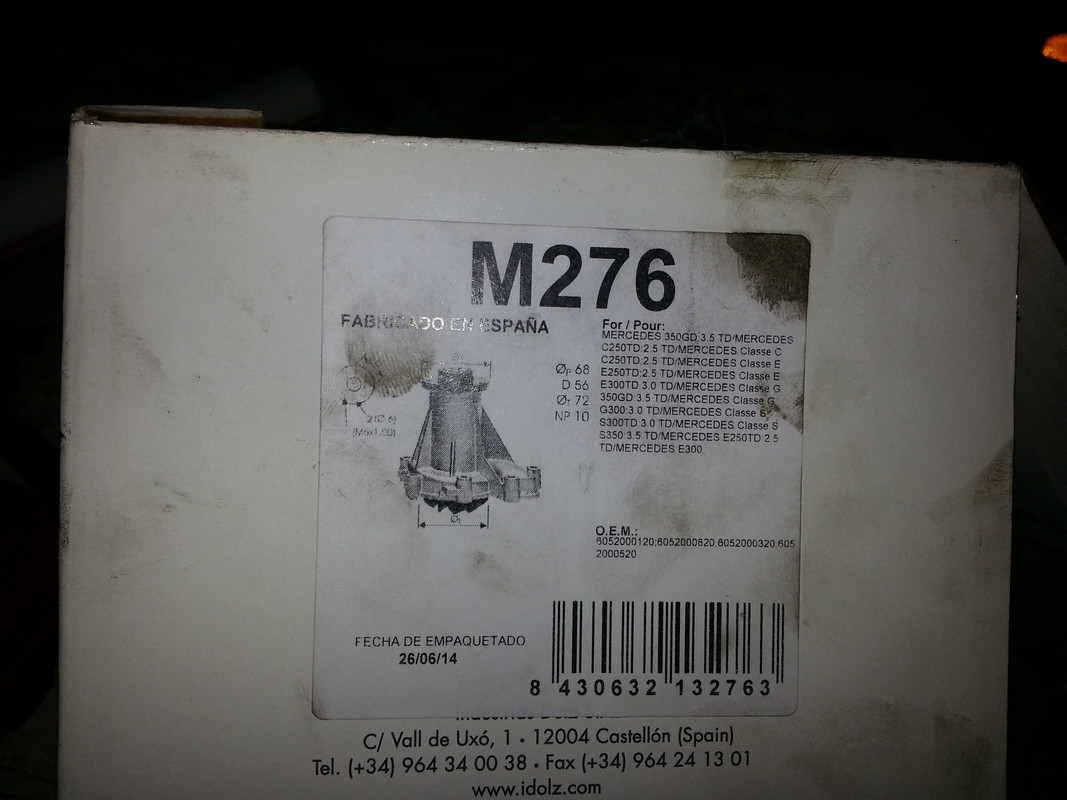 M276
FABRICADO EN ESPAÑA
2(Ø 6)
(Máx1,00)
Øp 68
D 56
Øт 72
NP 10
For / Pour:
MERCEDES 350GD:3.5 TD/MERCEDES
C250TD:2.5 TD/MERCEDES Classe C
C250TD:2.5 TD/MERCEDES Classe E
E250TD:2.5 TD/MERCEDES Classe E
E300TD 3.0 TD/MERCEDES Classe G
350GD:3.5 TD/MERCEDES Classe G
G300:3.0 TD/MERCEDES Classe S
S300TD:3.0 TD/MERCEDES Classe S
S350:3.5 TD/MERCEDES E250TD 2.5
TD/MERCEDES E300
O.E.M.:
6052000120;6052000820;6052000320;605
2000520
FECHA DE EMPAQUETADO
26/06/14
8 430632 132763
C/ Vall de Uxó, 1 • 12004 Castellón (Spain)
Tel. (+34) 964 34 00 38 • Fax (+34) 964 24 13 01
www.idolz.com